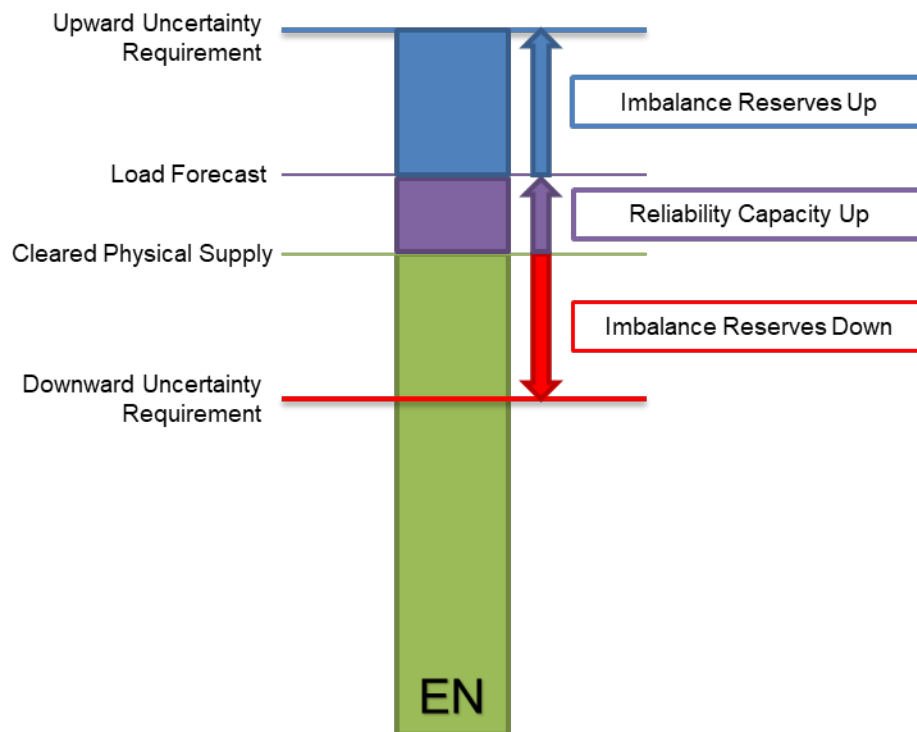 Upward Uncertainty
Requirement
Imbalance Reserves Up
Load Forecast
Reliability Capacity Up
Cleared Physical Supply
Imbalance Reserves Down
Downward Uncertainty
Requirement
EN